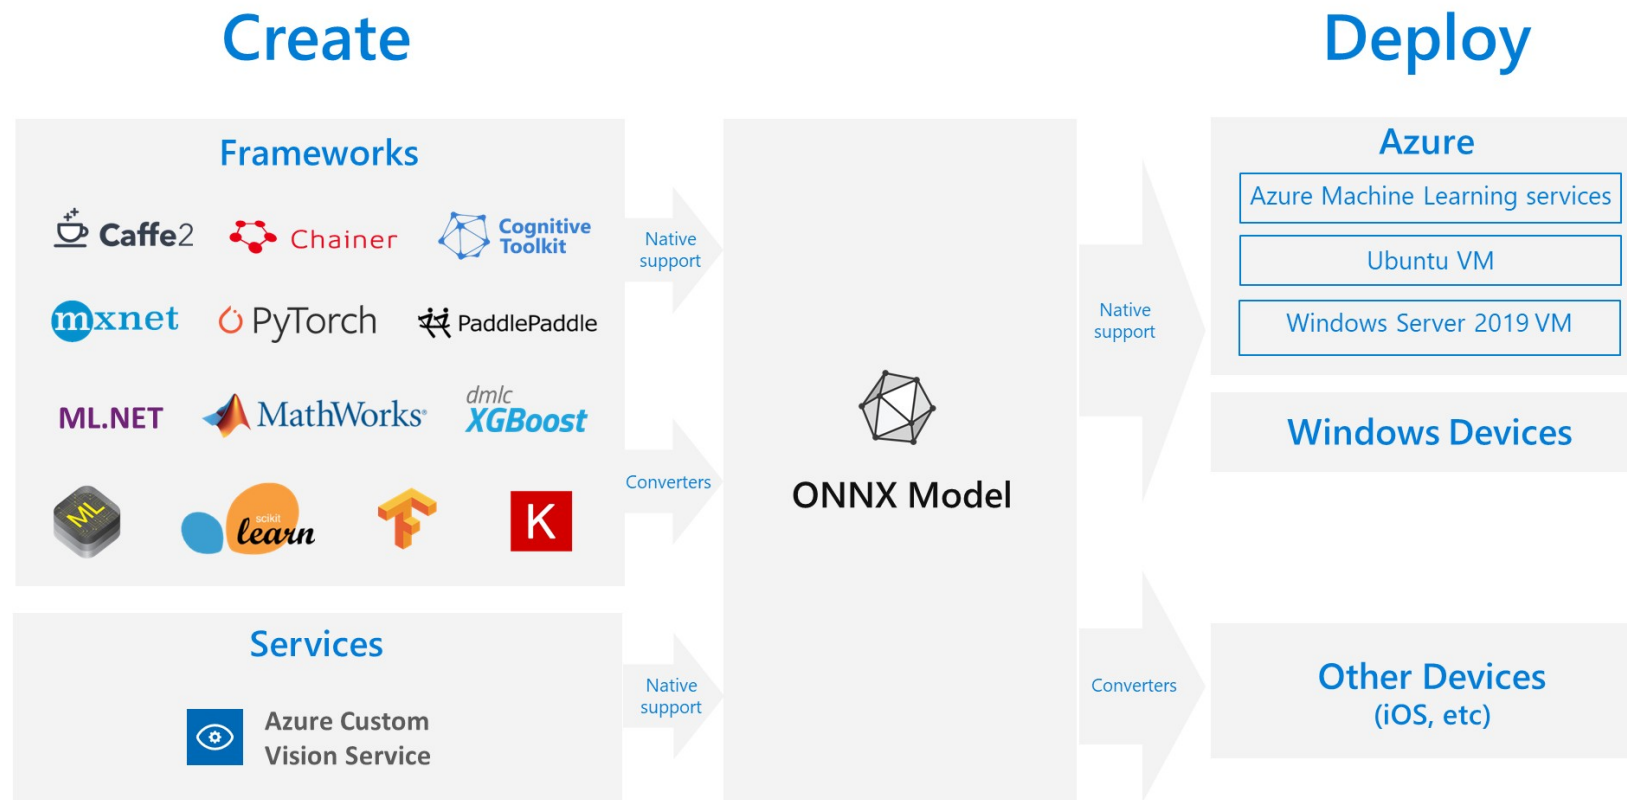 Create
Deploy
Frameworks
Caffe2
Chainer
Cognitive
Toolkit
mxnet
PyTorch
PaddlePaddle
ML.NET
MathWorks®
dmlc
XGBoost
ML
scikit
learn
K
Services
Azure Custom
Vision Service
Native
support
Converters
Native
support
ONNX Model
Native
support
Converters
Azure
Azure Machine Learning services
Ubuntu VM
Windows Server 2019 VM
Windows Devices
Other Devices
(iOS, etc)